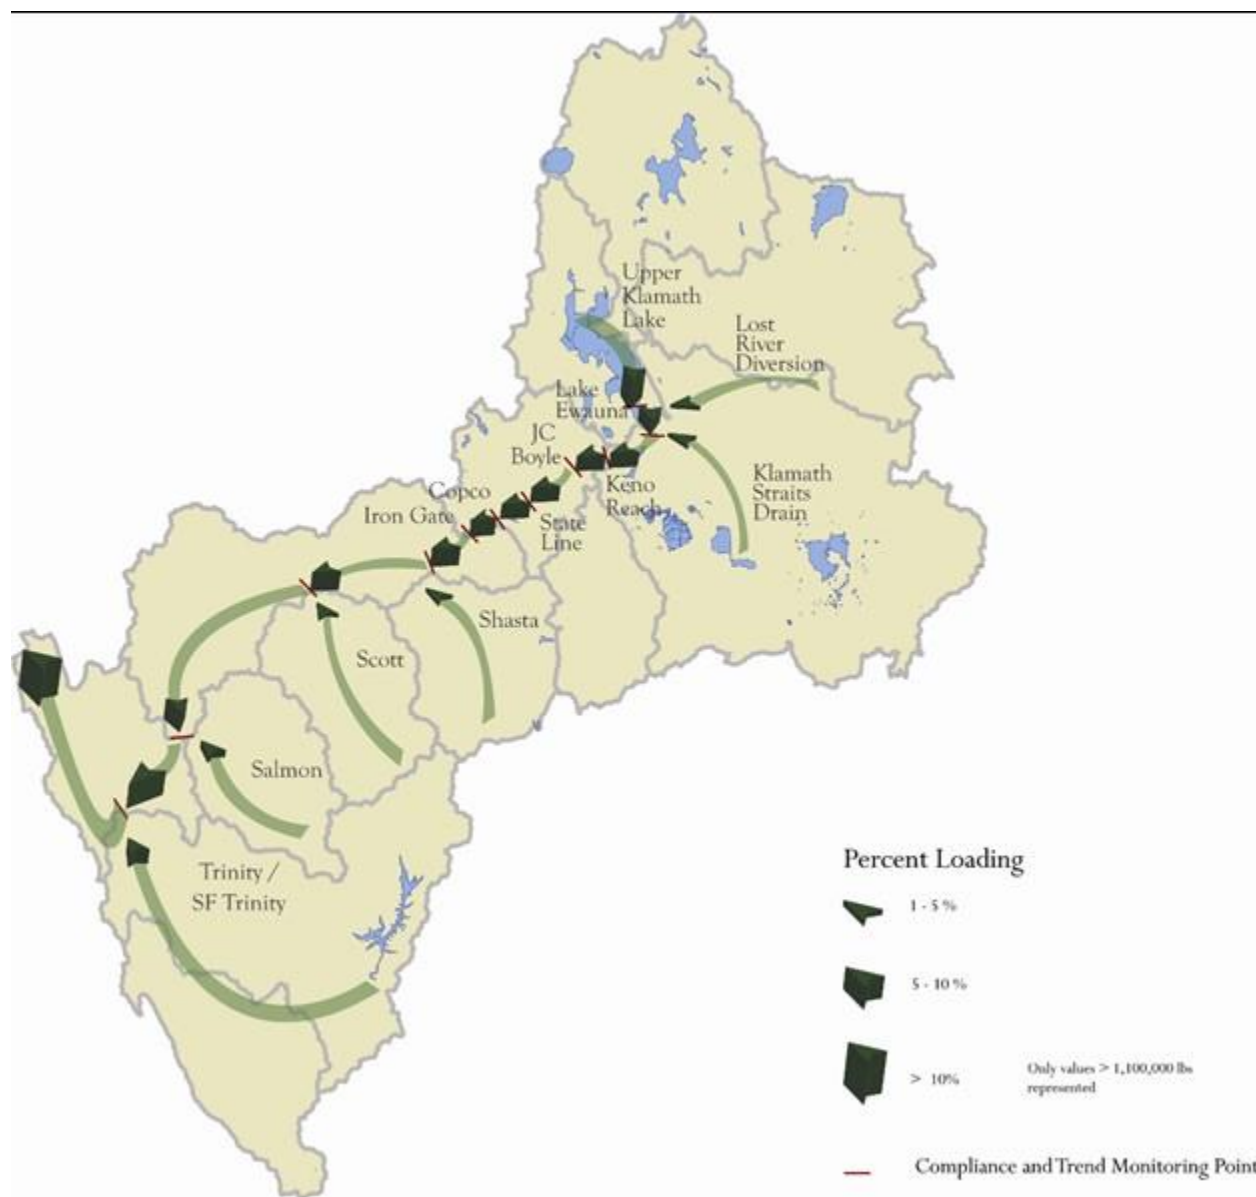 Upper
Klamath
Lake
Lost
River
Diversion
Lake
Ewauna
JC
Boyle
Klamath
Straits
Drain
Keno
Reach
Copco
Iron Gate
State
Line
Shasta
Scott
Salmon
Trinity /
SF Trinity
Percent Loading
1 - 5 %
5 - 10 %
> 10%
Only values > 1,100,000 lbs
represented
Compliance and Trend Monitoring Point